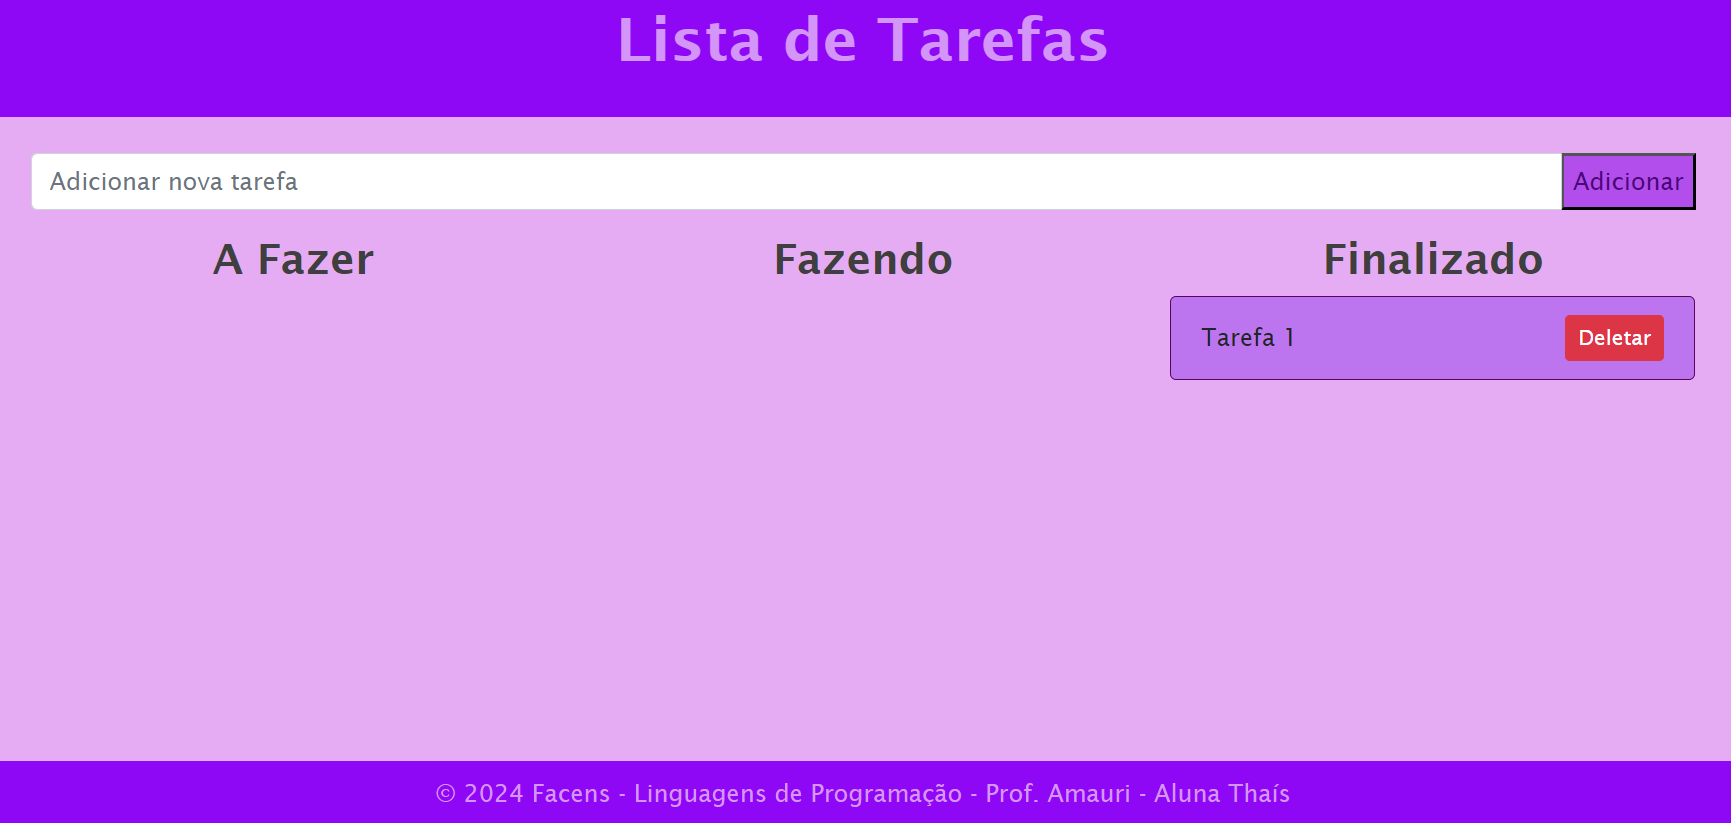 Lista de Tarefas
Adicionar nova tarefa
Adicionar
A Fazer
Fazendo
Finalizado
Tarefa 1
Deletar
© 2024 Facens - Linguagens de Programação - Prof. Amauri - Aluna Thaís